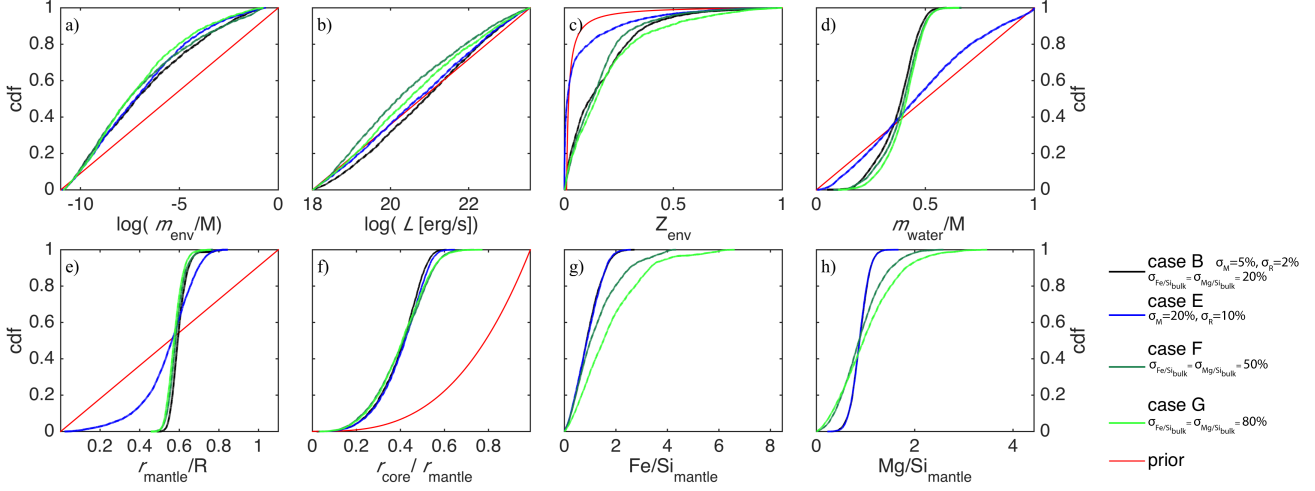 a)
b)
c)
d)
cdf
1
0.8
0.6
0.4
0.2
0
-10 -5 0
18 20 22
0 0.5 1
0 0.5 1
1
0.8
0.6
0.4
0.2
0
cdf
log( m_env/M)
log( L [erg/s])
Z_env
m_water/M
e)
f)
g)
h)
cdf
1
0.8
0.6
0.4
0.2
0
0.2 0.4 0.6 0.8 1
0 0.2 0.4 0.6 0.8
0 2 4 6 8
0 2 4
1
0.8
0.6
0.4
0.2
0
cdf
r_mantle/R
r_core/ r_mantle
Fe/Si_mantle
Mg/Si_mantle
case B σ_M=5%, σ_R=2%
σ_Fe/Si_bulk = σ_Mg/Si_bulk = 20%
case E
σ_M=20%, σ_R=10%
case F
σ_Fe/Si_bulk = σ_Mg/Si_bulk = 50%
case G
σ_Fe/Si_bulk = σ_Mg/Si_bulk = 80%
prior